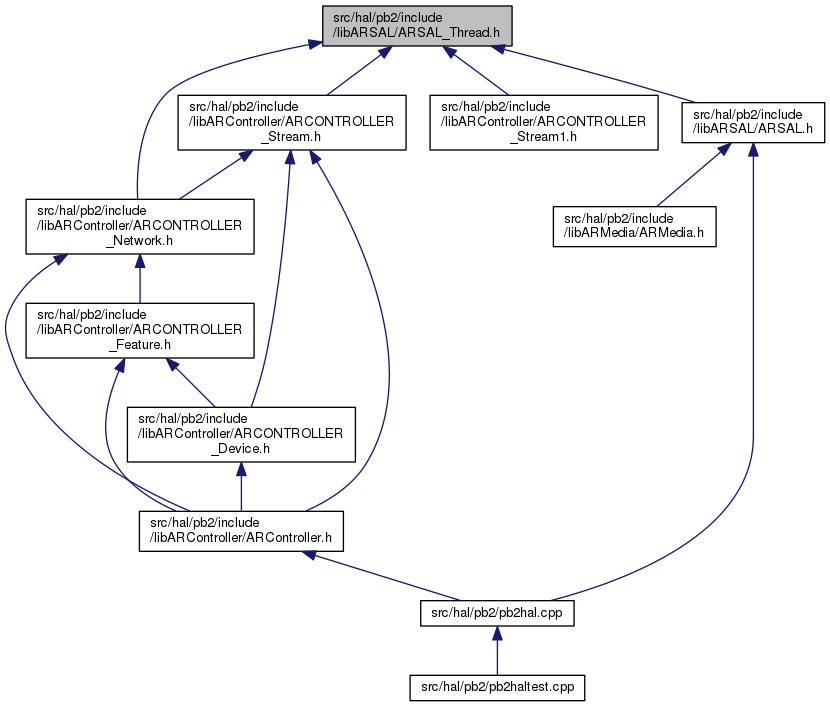 src/hal/pb2/include
/libARSAL/ARSAL_Thread.h
src/hal/pb2/include
/libARController/ARCONTROLLER
_Stream.h
src/hal/pb2/include
/libARController/ARCONTROLLER
_Stream1.h
src/hal/pb2/include
/libARSAL/ARSAL.h
src/hal/pb2/include
/libARController/ARCONTROLLER
_Network.h
src/hal/pb2/include
/libARMedia/ARMedia.h
src/hal/pb2/include
/libARController/ARCONTROLLER
_Feature.h
src/hal/pb2/include
/libARController/ARCONTROLLER
_Device.h
src/hal/pb2/include
/libARController/ARController.h
src/hal/pb2/pb2hal.cpp
src/hal/pb2/pb2haltest.cpp